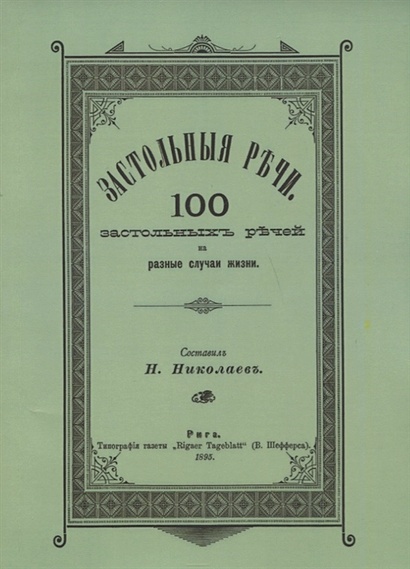 ЗАСТОЛЬНЫЯ РѢЧИ.
100
ЗАСТОЛЬНЫХЪ РѢЧЕЙ
на
разные случаи жизни.
Составилъ
Н. Николаевъ.
Рига.
Типографія газеты „Rigaer Tageblatt“ (В. Шефферса).
1895.